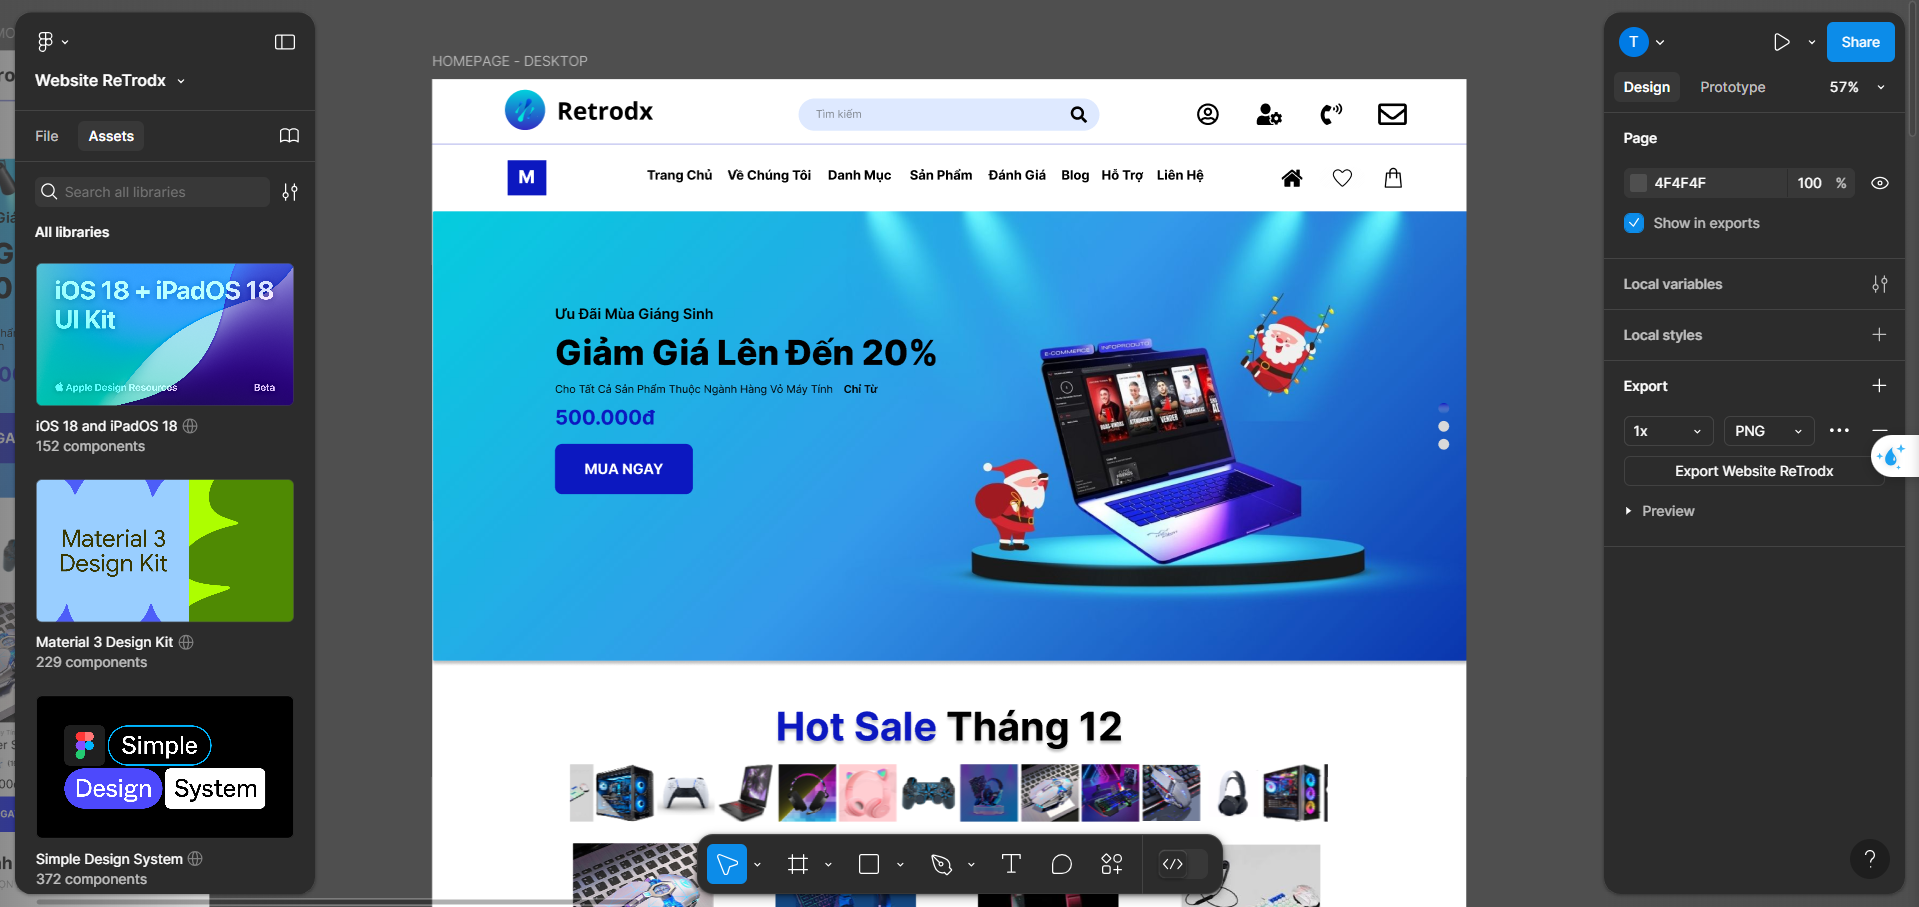 Website ReTrodx
File
Assets
Search all libraries
All libraries
iOS 18 + iPadOS 18
UI Kit
Apple Design Resources
Beta
iOS 18 and iPadOS 18
152 components
Material 3
Design Kit
Material 3 Design Kit
229 components
Simple
Design System
Simple Design System
372 components
HOMEPAGE - DESKTOP
Retrodx
Tìm kiếm
M
Trang Chủ
Về Chúng Tôi
Danh Mục
Sản Phẩm
Đánh Giá
Blog
Hỗ Trợ
Liên Hệ
Ưu Đãi Mùa Giáng Sinh
Giảm Giá Lên Đến 20%
Cho Tất Cả Sản Phẩm Thuộc Ngành Hàng Vỏ Máy Tính Chỉ Từ
500.000đ
MUA NGAY
E-COMMERCE
INFOPRODUTO
VENDER
Hot Sale Tháng 12
T
Share
Design
Prototype
57%
Page
4F4F4F
100 %
Show in exports
Local variables
Local styles
Export
1x
PNG
Export Website ReTrodx
Preview
?